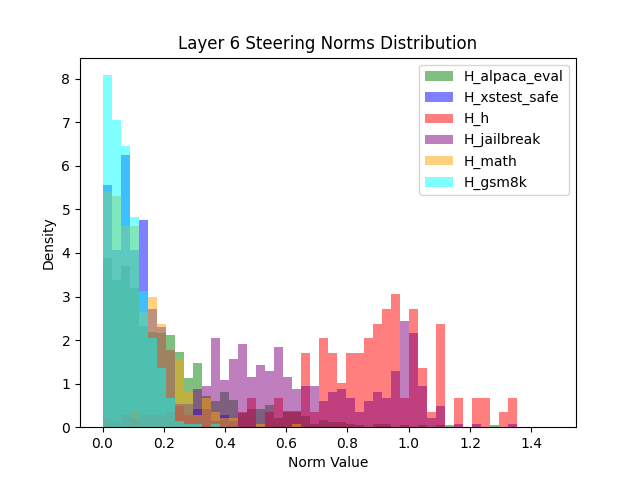 Layer 6 Steering Norms Distribution
H_alpaca_eval
H_xstest_safe
H_h
H_jailbreak
H_math
H_gsm8k
8
7
6
5
4
3
2
1
0
Density
0.0 0.2 0.4 0.6 0.8 1.0 1.2 1.4
Norm Value